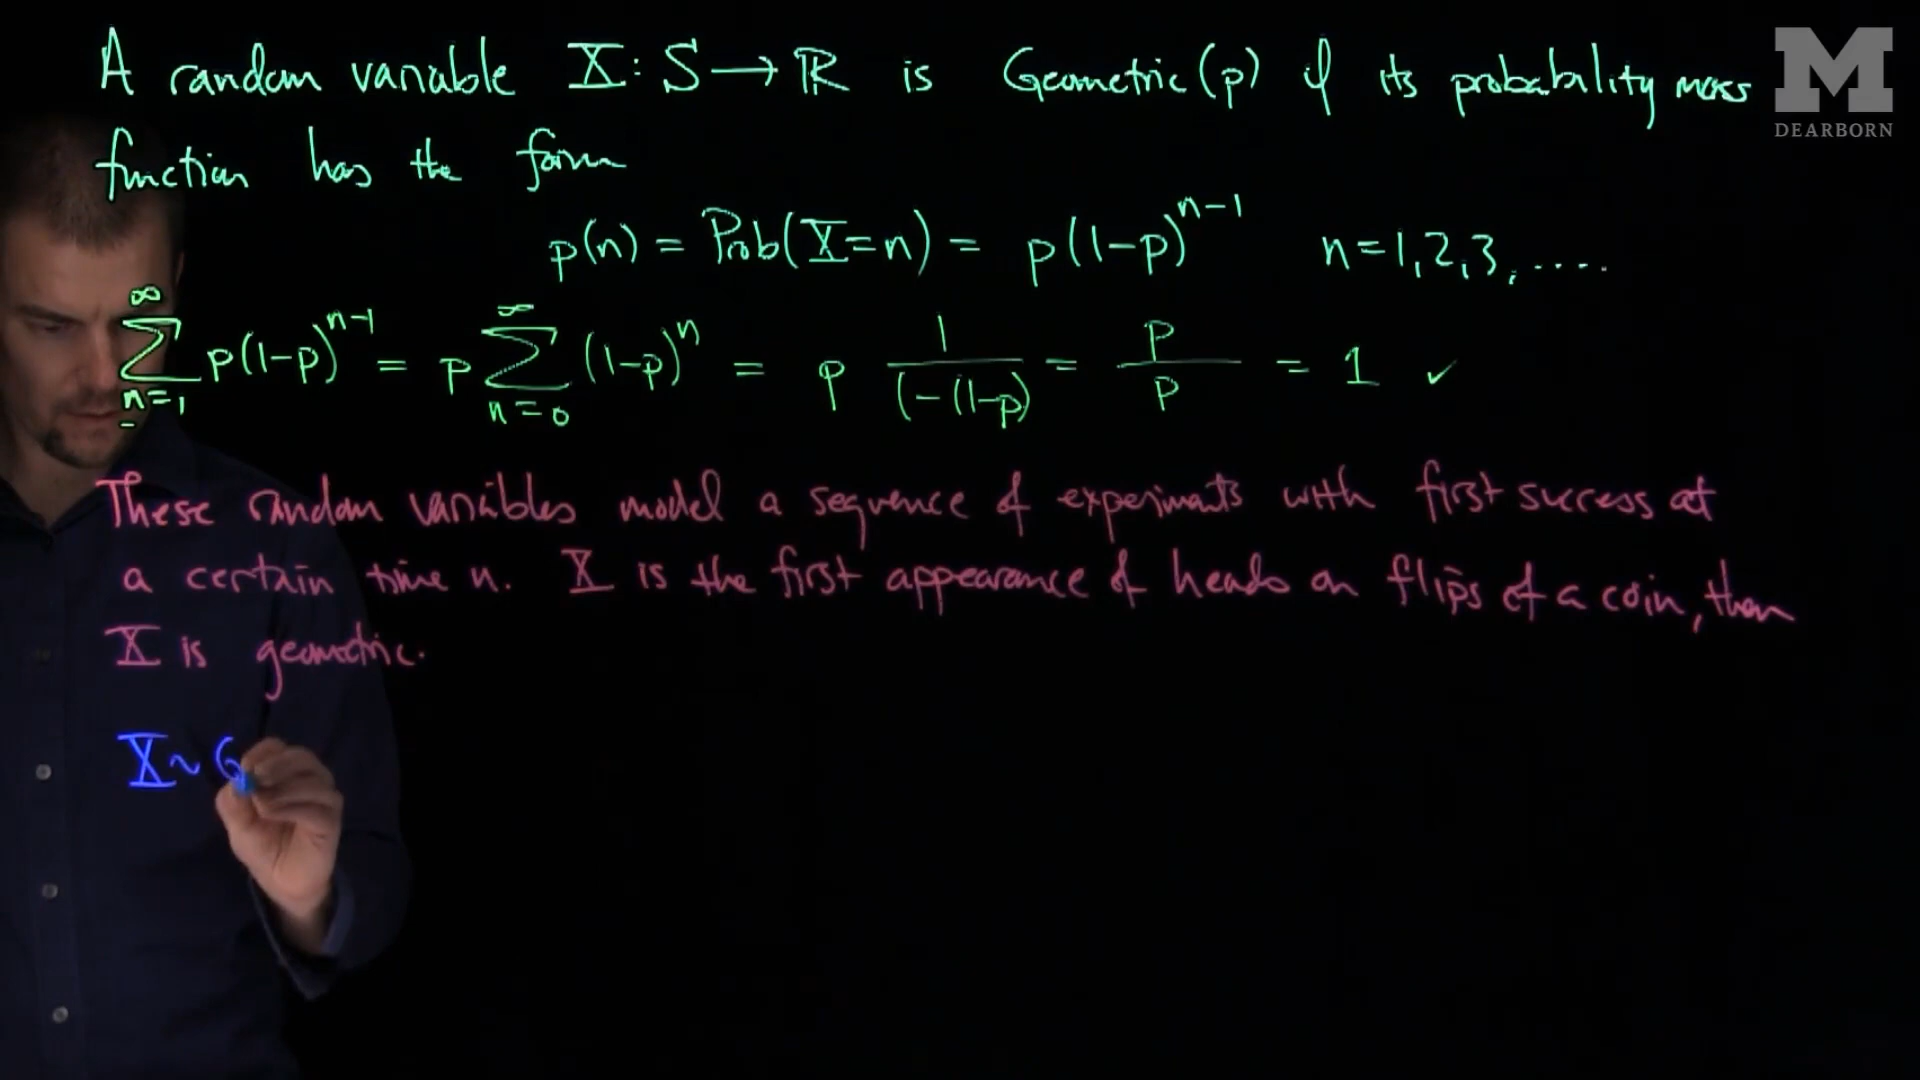 A random variable X: S → ℝ is Geometric(p) if its probability mass
M
DEARBORN
function has the form
p(n) = Prob(X=n) = p(1-p)^{n-1} n=1,2,3,....
∑_{n=1}^{∞} p(1-p)^{n-1} = p ∑_{n=0}^{∞} (1-p)^n = p 1/(1-(1-p)) = p/p = 1 ✓
These random variables model a sequence of experiments with first success at
a certain time n. X is the first appearance of heads on flips of a coin, then
X is geometric.
X ~ G